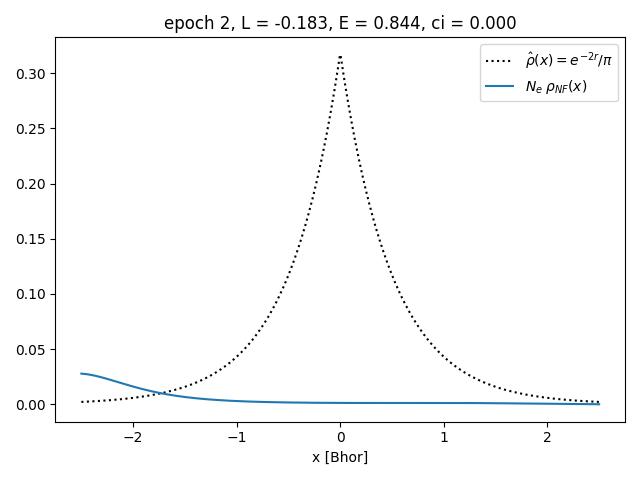 epoch 2, L = -0.183, E = 0.844, ci = 0.000
ρ̂(x) = e^{-2r}/π
N_e ρ_{NF}(x)
0.30
0.25
0.20
0.15
0.10
0.05
0.00
−2 −1 0 1 2
x [Bhor]